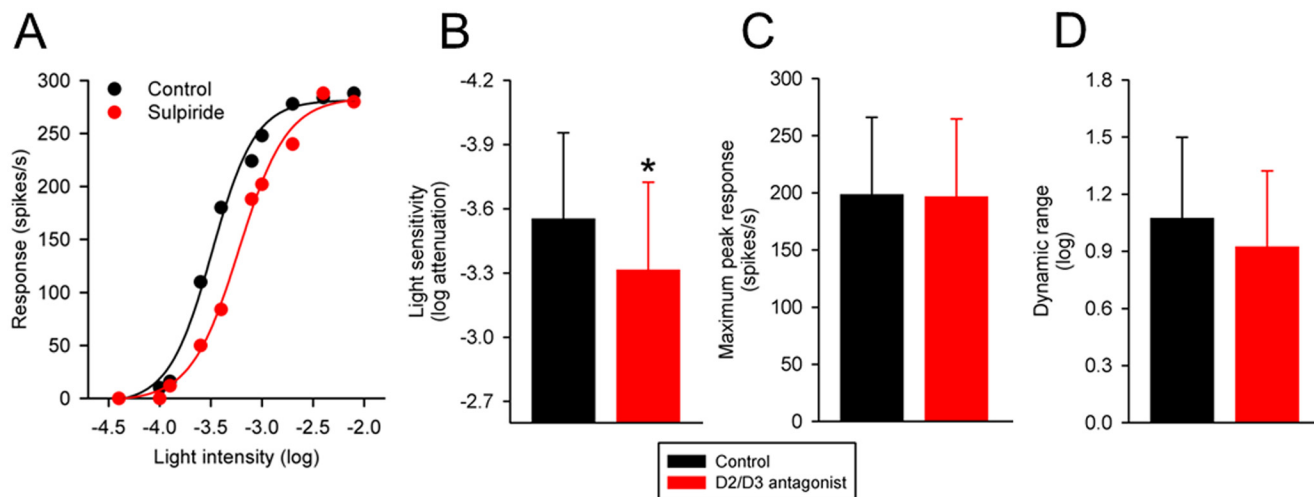 A
Control
Sulpiride
300
250
200
150
100
50
0
Response (spikes/s)
-4.5 -4.0 -3.5 -3.0 -2.5 -2.0
Light intensity (log)
B
-4.2
-3.9
-3.6
-3.3
-3.0
-2.7
Light sensitivity
(log attenuation)
*
C
300
250
200
150
100
50
0
Maximum peak response
(spikes/s)
D
1.8
1.5
1.2
0.9
0.6
0.3
0.0
Dynamic range
(log)
Control
D2/D3 antagonist